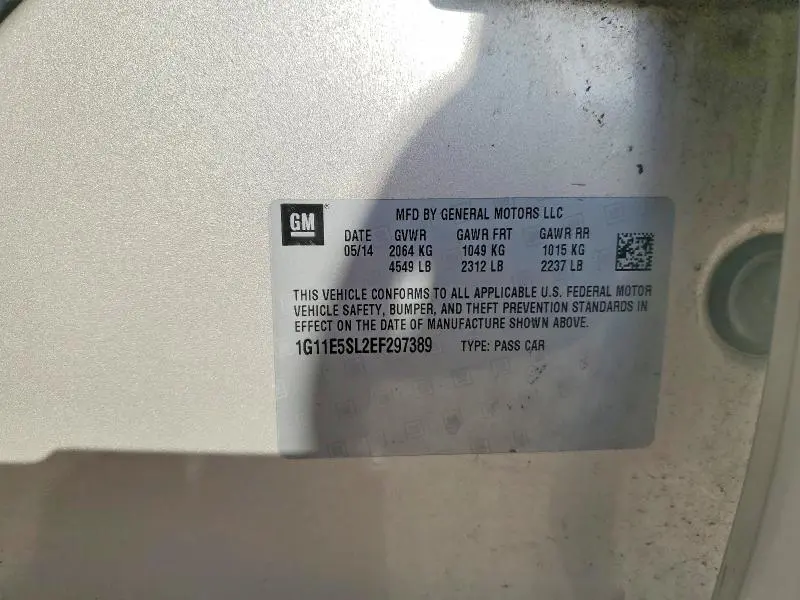 GM
MFD BY GENERAL MOTORS LLC
DATE GVWR GAWR FRT GAWR RR
05/14 2064 KG 1049 KG 1015 KG
4549 LB 2312 LB 2237 LB
THIS VEHICLE CONFORMS TO ALL APPLICABLE U.S. FEDERAL MOTOR
VEHICLE SAFETY, BUMPER, AND THEFT PREVENTION STANDARDS IN
EFFECT ON THE DATE OF MANUFACTURE SHOWN ABOVE.
1G11E5SL2EF297389 TYPE: PASS CAR